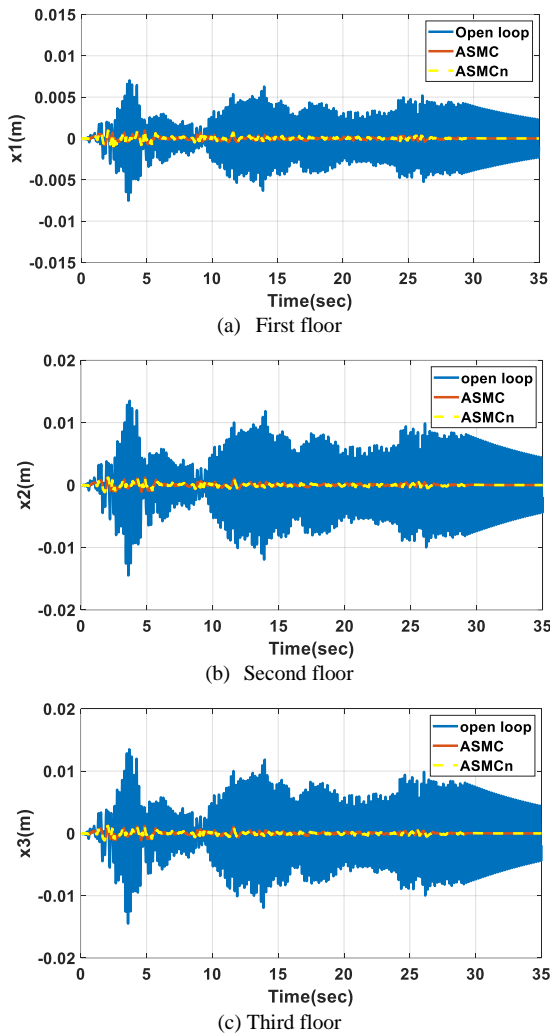 0.015
0.01
0.005
0
-0.005
-0.01
-0.015
x1(m)
Open loop
ASMC
ASMCn
0 5 10 15 20 25 30 35
Time(sec)
(a) First floor
0.02
0.01
0
-0.01
-0.02
x2(m)
open loop
ASMC
ASMCn
0 5 10 15 20 25 30 35
Time(sec)
(b) Second floor
0.02
0.01
0
-0.01
-0.02
x3(m)
open loop
ASMC
ASMCn
0 5 10 15 20 25 30 35
Time(sec)
(c) Third floor